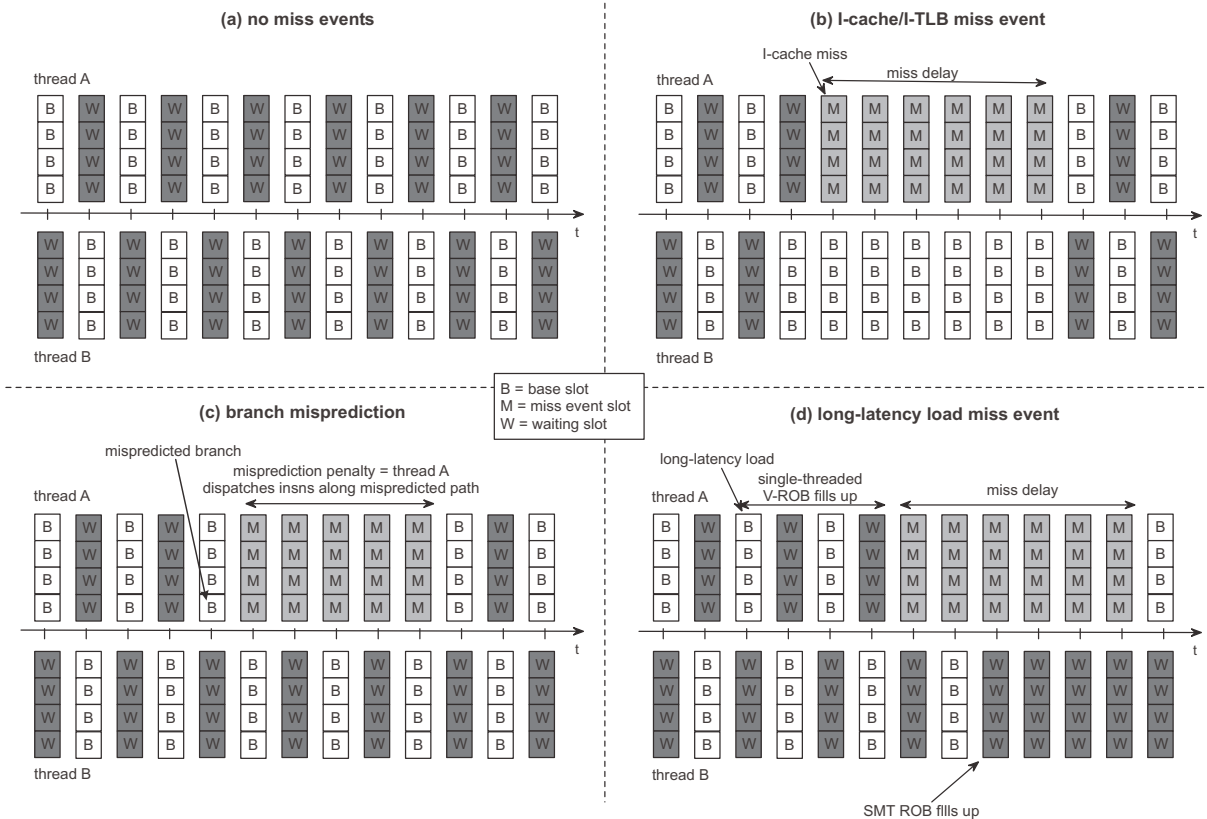 (a) no miss events
thread A
B W B W B W B W B W B W B
B W B W B W B W B W B W B
B W B W B W B W B W B W B
B W B W B W B W B W B W B
t
W B W B W B W B W B W B W
W B W B W B W B W B W B W
W B W B W B W B W B W B W
W B W B W B W B W B W B W
thread B
(b) I-cache/I-TLB miss event
I-cache miss
miss delay
thread A
B W B W M M M M M M B W B
B W B W M M M M M M B W B
B W B W M M M M M M B W B
B W B W M M M M M M B W B
t
W B W B B B B B B B W B W
W B W B B B B B B B W B W
W B W B B B B B B B W B W
W B W B B B B B B B W B W
thread B
B = base slot
M = miss event slot
W = waiting slot
(c) branch misprediction
mispredicted branch
misprediction penalty = thread A
dispatches insns along mispredicted path
thread A
B W B W B M M M M M B W B
B W B W B M M M M M B W B
B W B W B M M M M M B W B
B W B W B M M M M M B W B
t
W B W B W B W B W B W B W
W B W B W B W B W B W B W
W B W B W B W B W B W B W
W B W B W B W B W B W B W
thread B
(d) long-latency load miss event
long-latency load
single-threaded
V-ROB fills up
miss delay
thread A
B W B W B W M M M M M M B
B W B W B W M M M M M M B
B W B W B W M M M M M M B
B W B W B W M M M M M M B
t
W B W B W B W B W W W W W
W B W B W B W B W W W W W
W B W B W B W B W W W W W
W B W B W B W B W W W W W
thread B
SMT ROB fills up